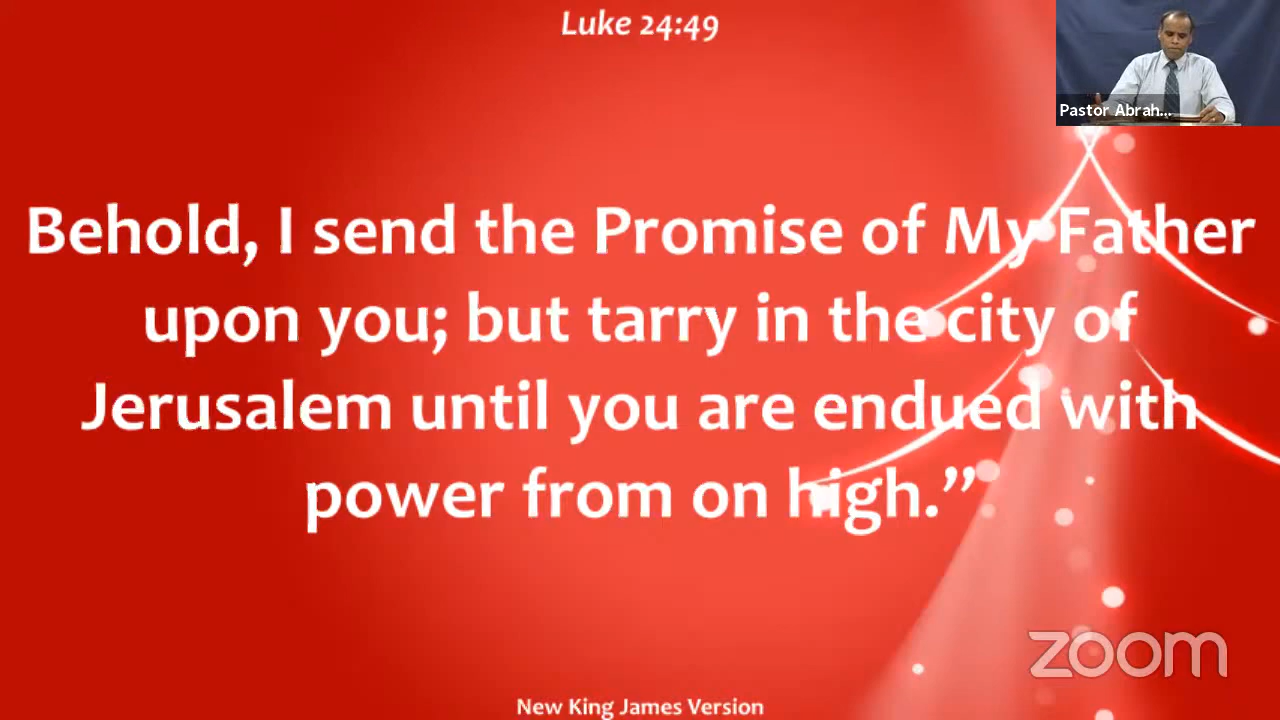 Luke 24:49
Pastor Abrah...
Behold, I send the Promise of My Father
upon you; but tarry in the city of
Jerusalem until you are endued with
power from on high.”
zoom
New King James Version